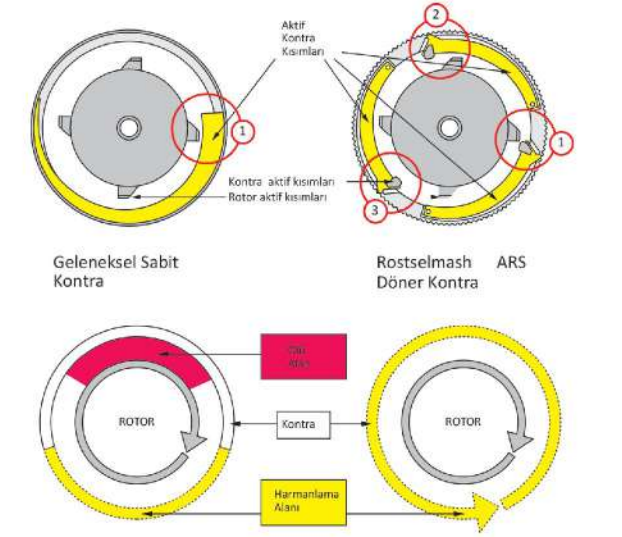 2
Aktif
Kontra
Kısımları
1
1
Kontra aktif kısımları
Rotor aktif kısımları
3
Geleneksel Sabit
Kontra
Rostselmash ARS
Döner Kontra
ROTOR
Kontra
ROTOR
Harmanlama
Alanı